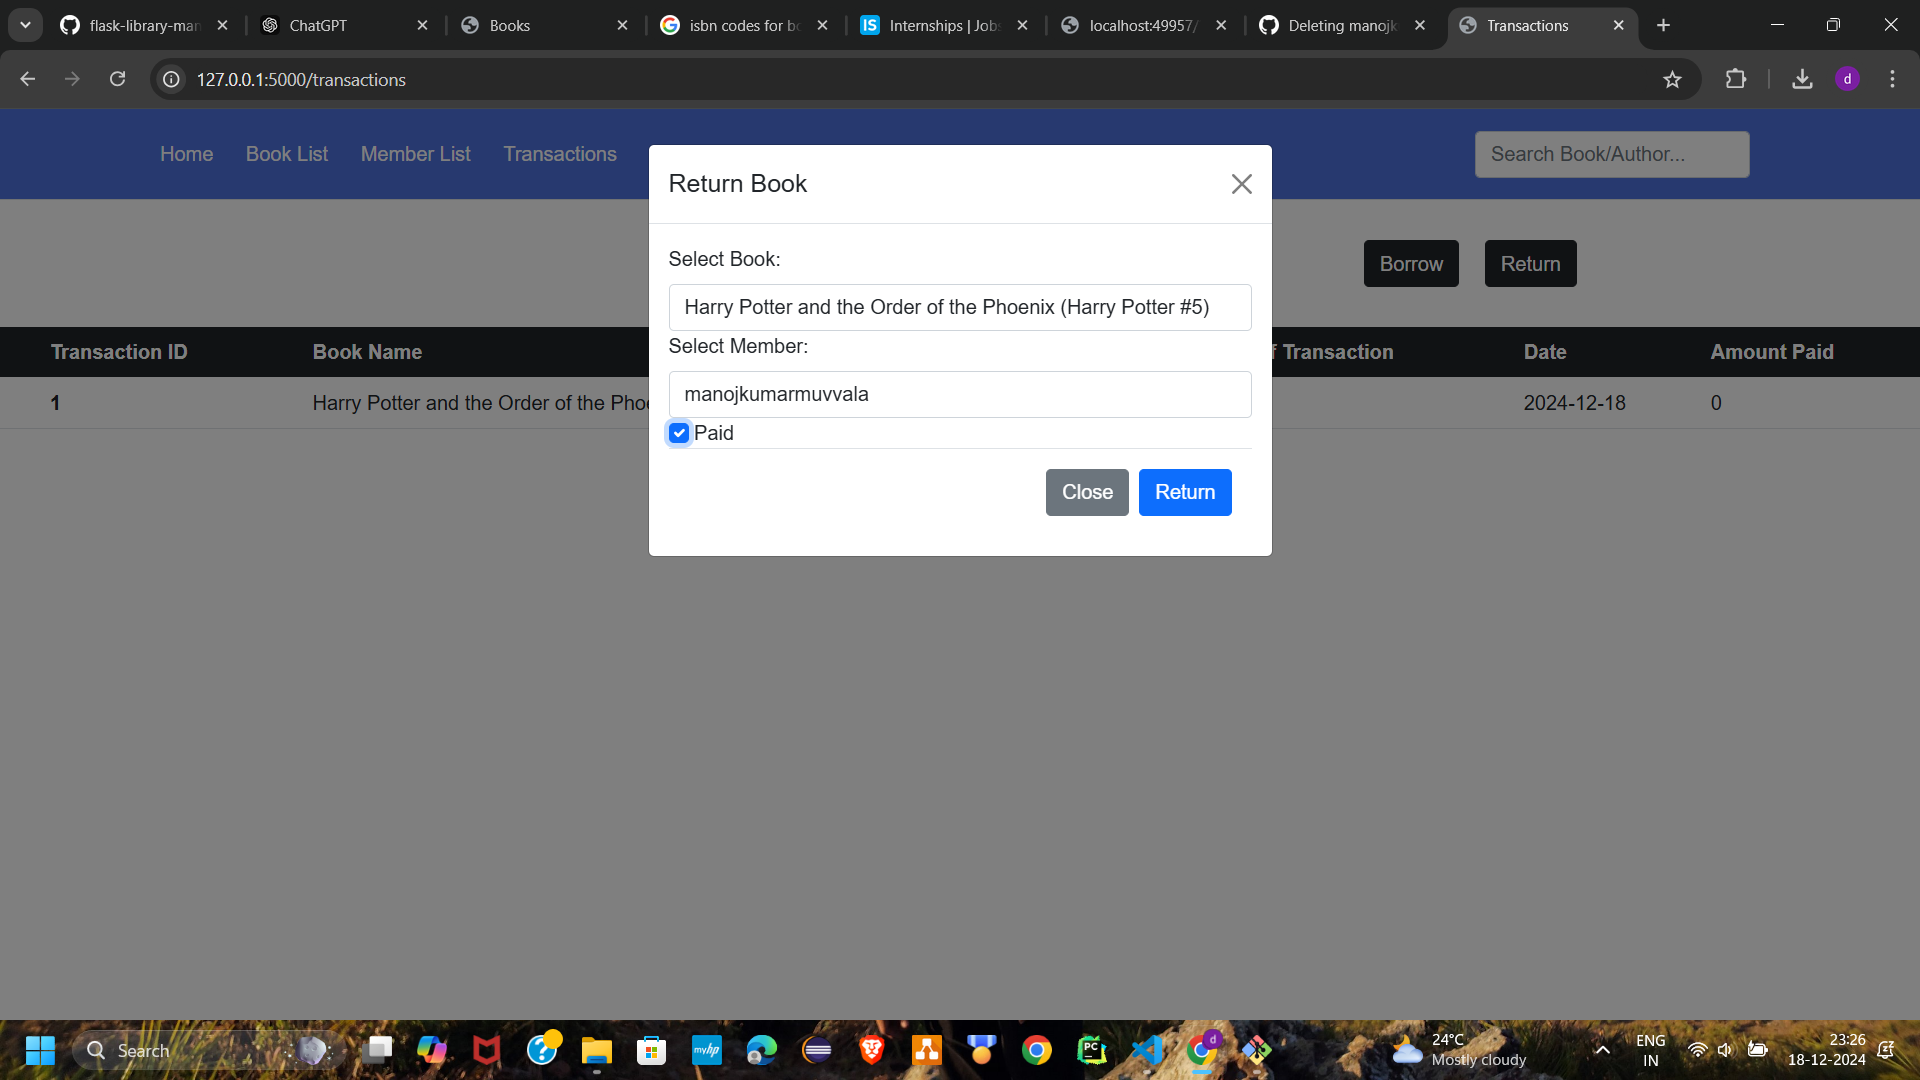 flask-library-man
ChatGPT
Books
isbn codes for bo
IS Internships | Jobs
localhost:49957/
Deleting manojk
Transactions
127.0.0.1:5000/transactions
d
Home Book List Member List Transactions
Search Book/Author...
Return Book
Select Book:
Harry Potter and the Order of the Phoenix (Harry Potter #5)
Select Member:
manojkumarmuvvala
Paid
Close Return
Borrow Return
Transaction ID Book Name f Transaction Date Amount Paid
1 Harry Potter and the Order of the Phoe 2024-12-18 0
Search
myhp
PC
d
24°C
Mostly cloudy
ENG
IN
23:26
18-12-2024